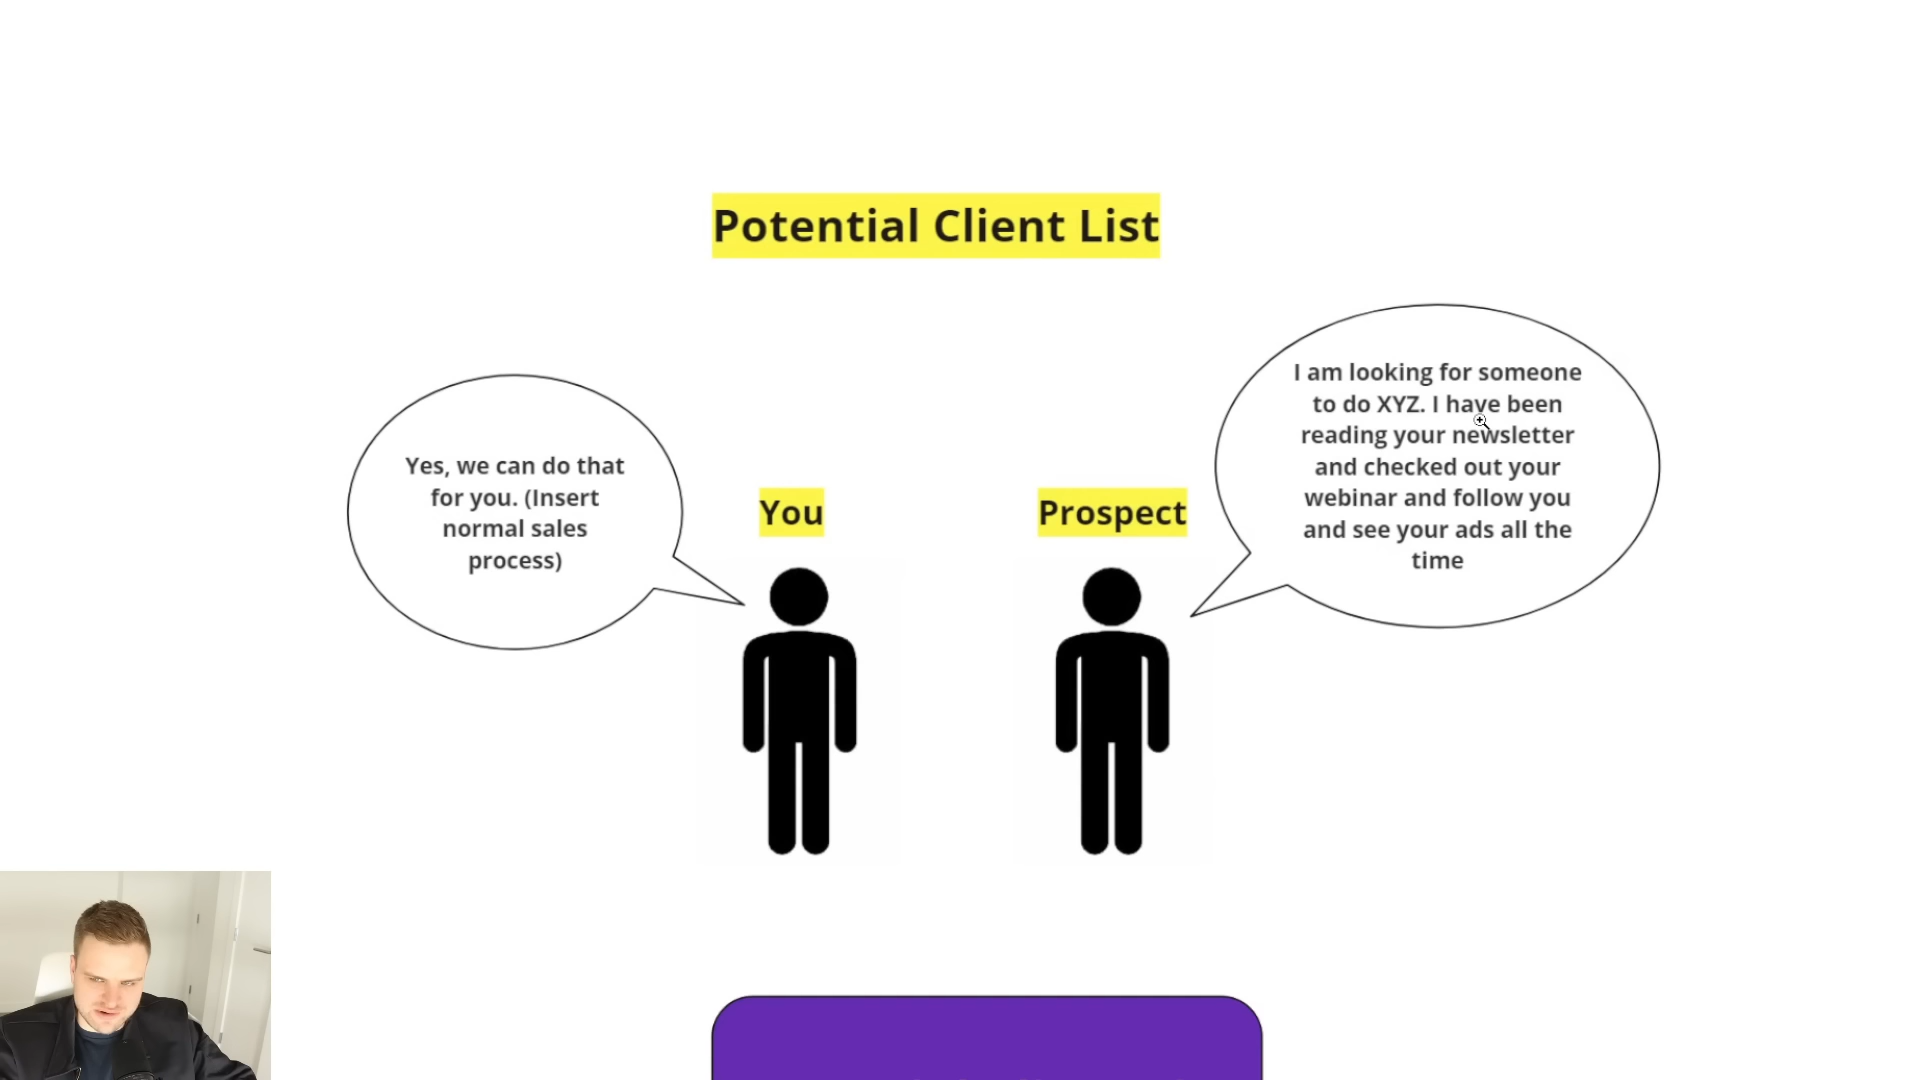 Potential Client List
Yes, we can do that
for you. (Insert
normal sales
process)
You
Prospect
I am looking for someone
to do XYZ. I have been
reading your newsletter
and checked out your
webinar and follow you
and see your ads all the
time